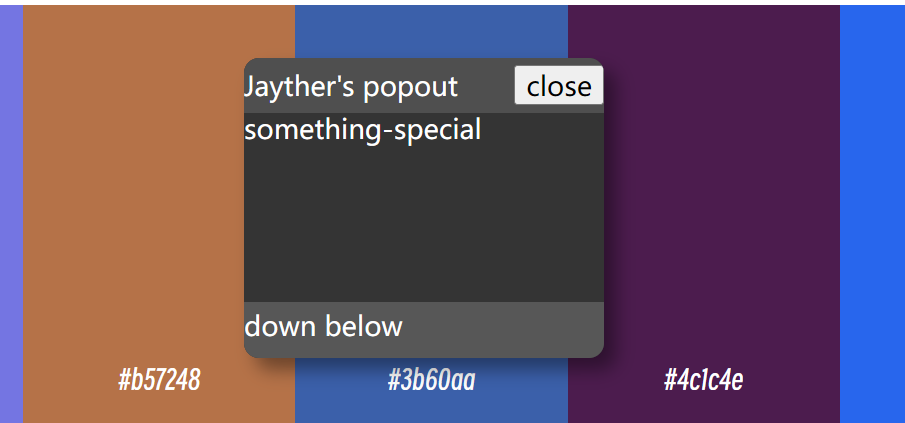 Jayther's popout close
something-special
down below
#b57248 #3b60aa #4c1c4e